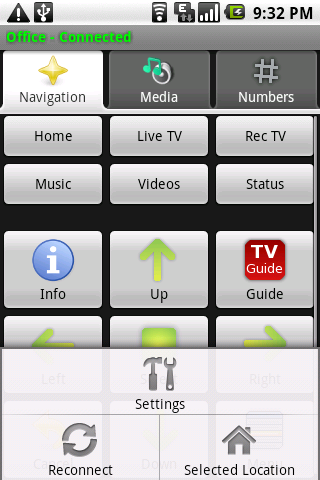 9:32 PM
Office - Connected
Navigation Media Numbers
Home Live TV Rec TV
Music Videos Status
TV
Guide
Info Up Guide
Left Right
Settings
Down
Reconnect Selected Location